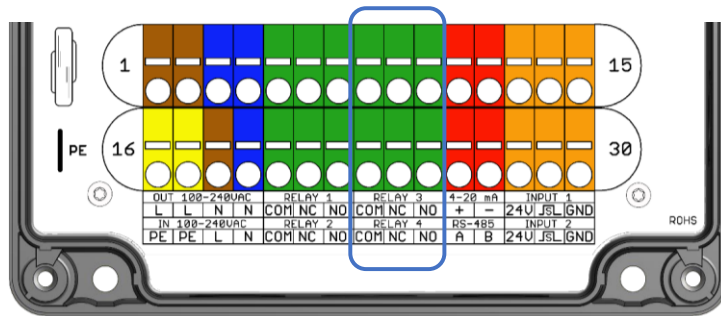 1 15
PE 16 30
OUT 100-240VAC RELAY 1 RELAY 3 4-20 mA INPUT 1
L L N N COM NC NO COM NC NO + - 24V SL GND
IN 100-240VAC RELAY 2 RELAY 4 RS-485 INPUT 2
PE PE L N COM NC NO COM NC NO A B 24V SL GND
ROHS